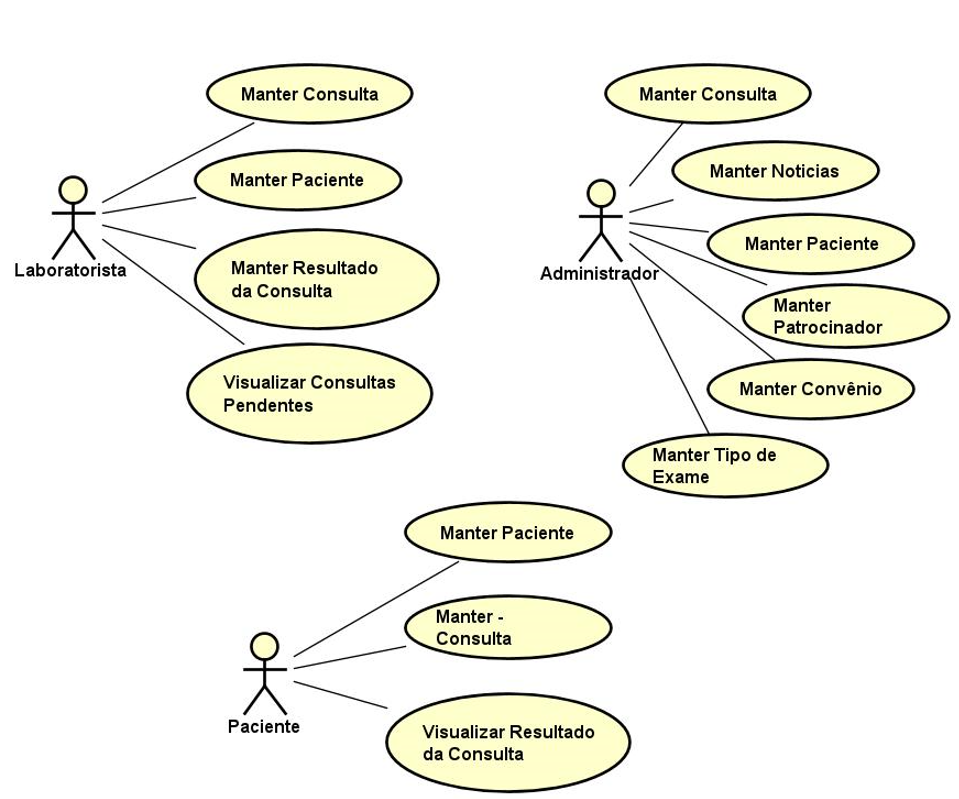 Manter Consulta
Manter Paciente
Laboratorista
Manter Resultado
da Consulta
Visualizar Consultas
Pendentes
Manter Consulta
Manter Noticias
Manter Paciente
Administrador
Manter
Patrocinador
Manter Convênio
Manter Tipo de
Exame
Manter Paciente
Manter -
Consulta
Paciente
Visualizar Resultado
da Consulta